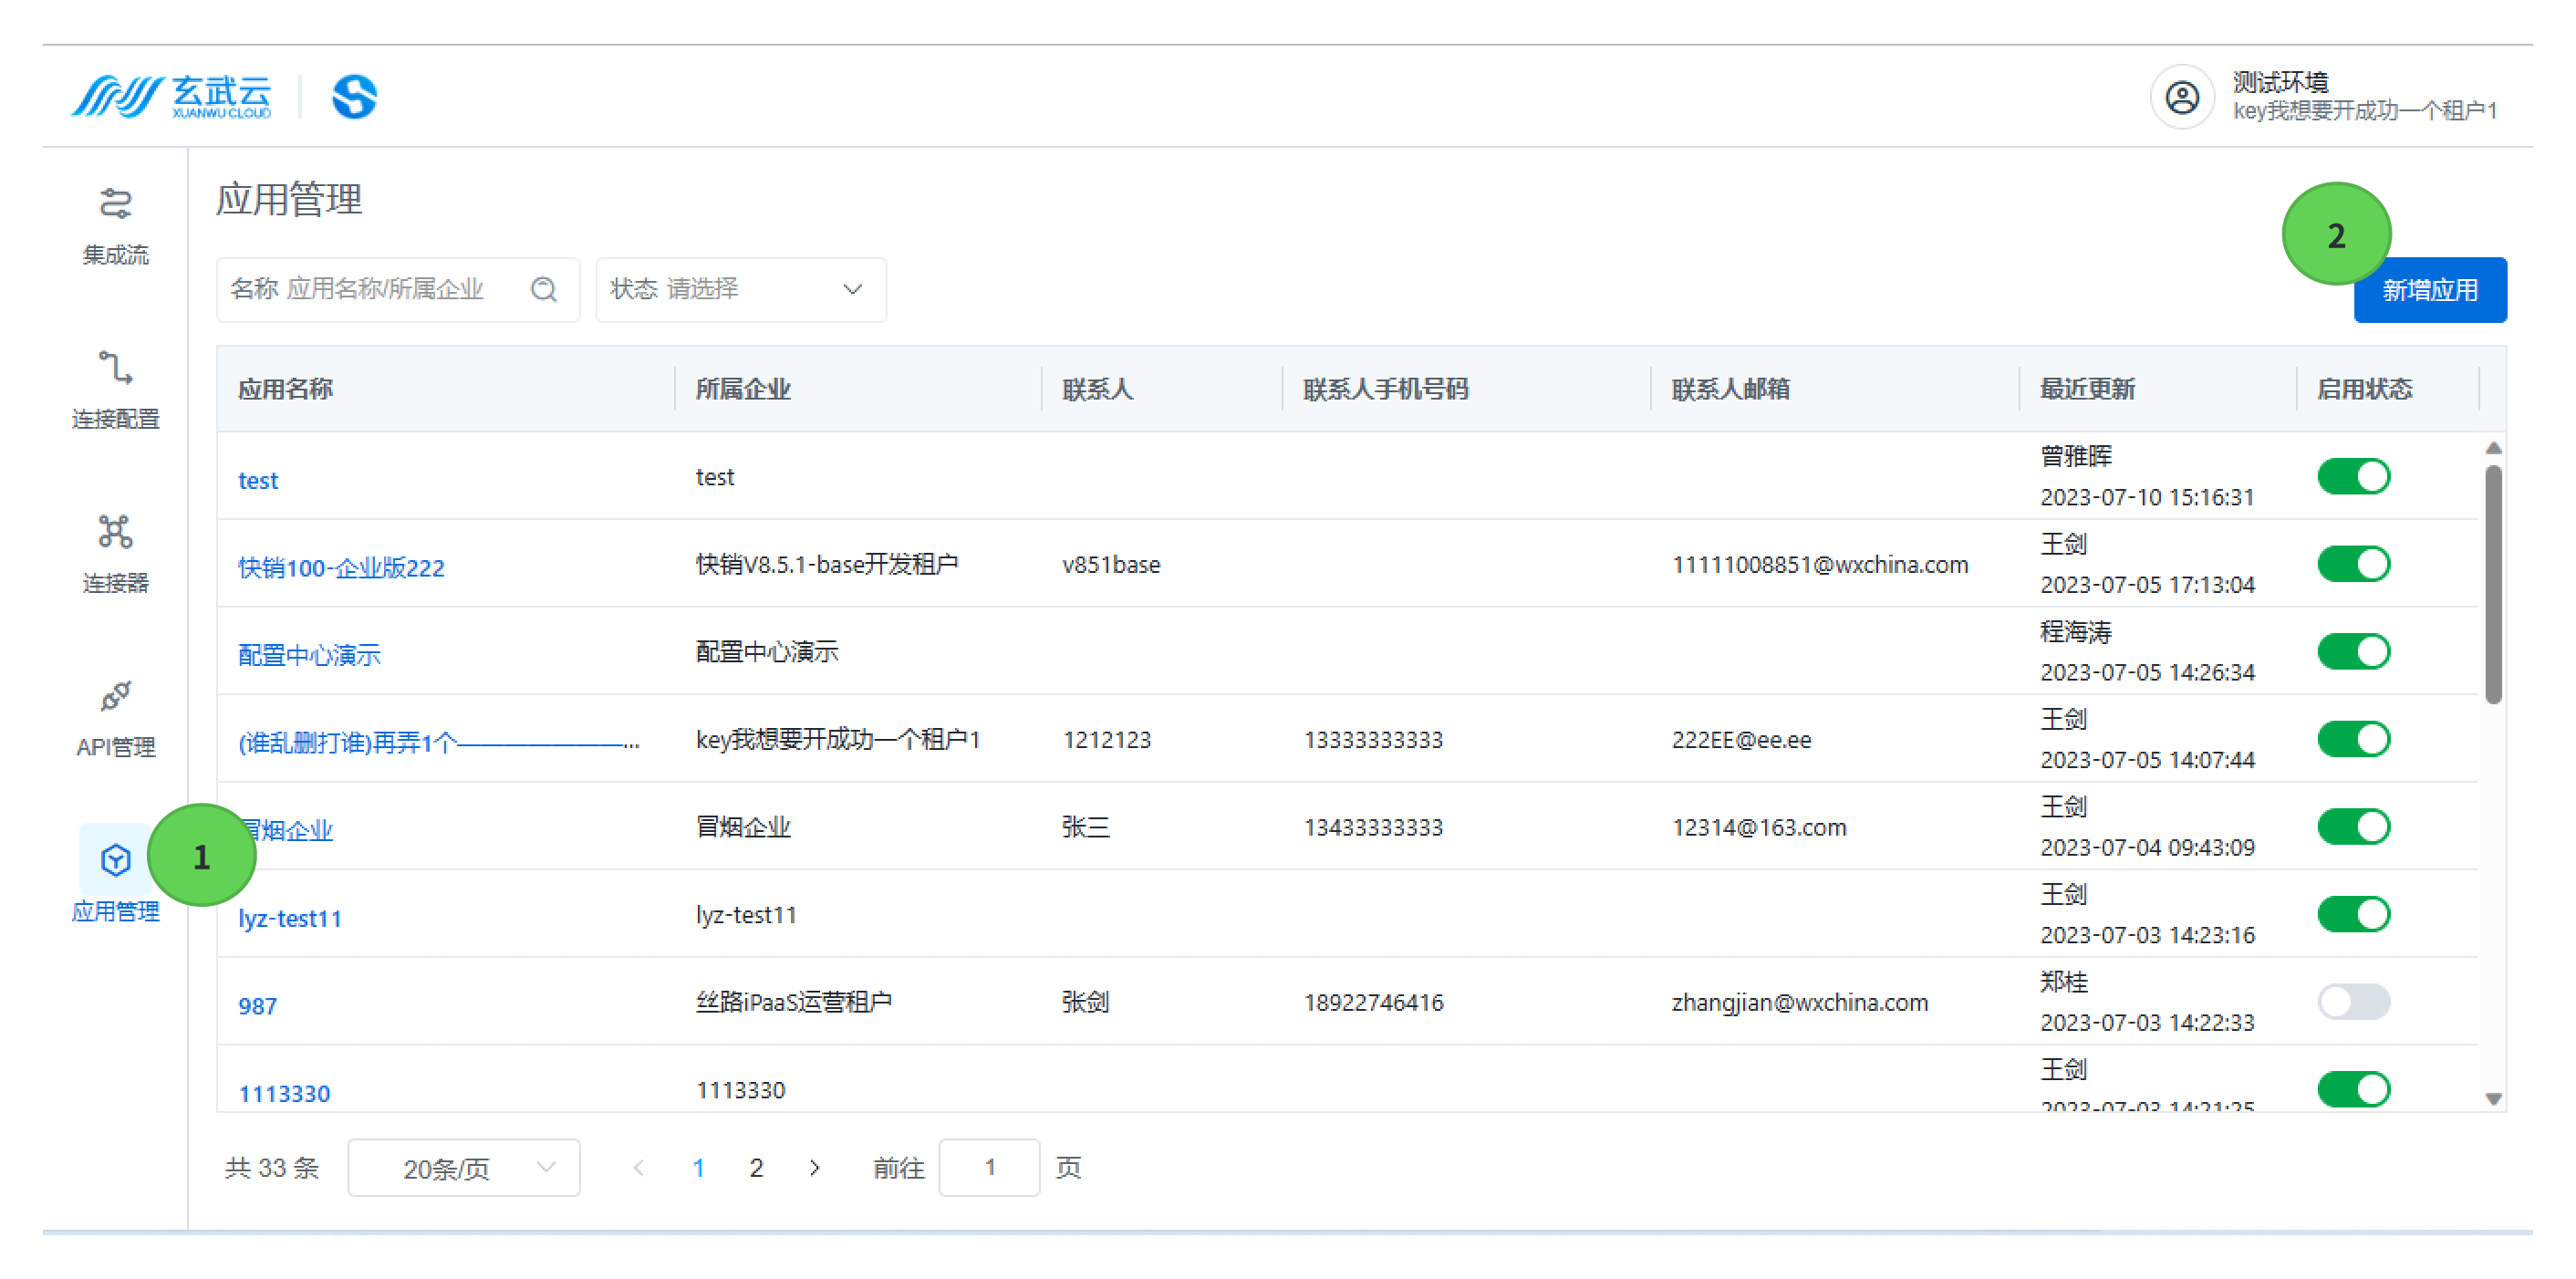 玄武云
XUANWU CLOUD
测试环境
key我想要开成功一个租户1
集成流
连接配置
连接器
API管理
应用管理
1
应用管理
2
名称 应用名称/所属企业
状态 请选择
新增应用
应用名称 所属企业 联系人 联系人手机号码 联系人邮箱 最近更新 启用状态
test test 曾雅晖
2023-07-10 15:16:31
快销100-企业版222 快销V8.5.1-base开发租户 v851base 11111008851@wxchina.com 王剑
2023-07-05 17:13:04
配置中心演示 配置中心演示 程海涛
2023-07-05 14:26:34
(谁乱删打谁)再弄1个———————... key我想要开成功一个租户1 1212123 13333333333 222EE@ee.ee 王剑
2023-07-05 14:07:44
冒烟企业 冒烟企业 张三 13433333333 12314@163.com 王剑
2023-07-04 09:43:09
lyz-test11 lyz-test11 王剑
2023-07-03 14:23:16
987 丝路iPaaS运营租户 张剑 18922746416 zhangjian@wxchina.com 郑桂
2023-07-03 14:22:33
1113330 1113330 王剑
2023-07-03 14:21:25
共 33 条 20条/页 1 2 前往 1 页